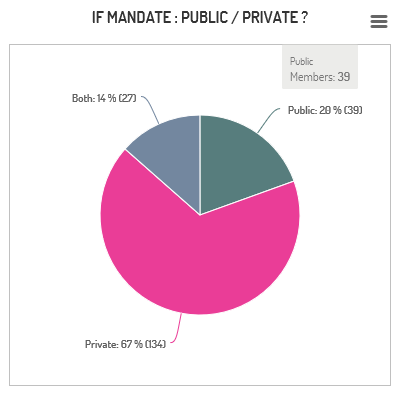 IF MANDATE : PUBLIC / PRIVATE ?
Public
Members: 39
Both: 14 % (27)
Public: 20 % (39)
Private: 67 % (134)